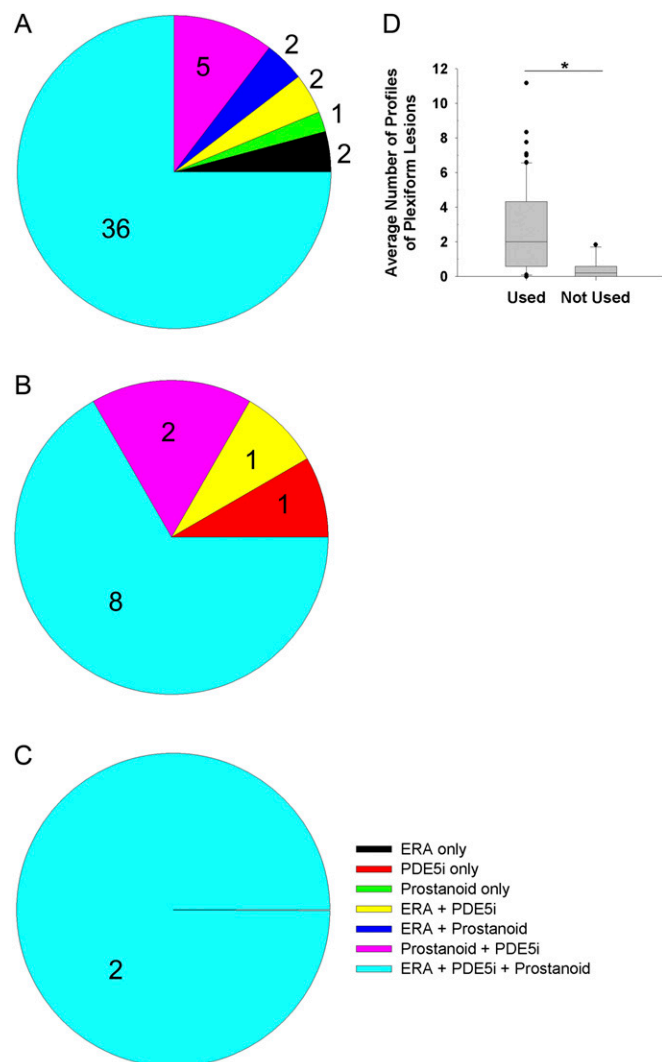 A
5
2
2
1
2
36
D
Average Number of Profiles
of Plexiform Lesions
12
10
8
6
4
2
0
*
Used
Not Used
B
2
1
1
8
C
2
ERA only
PDE5i only
Prostanoid only
ERA + PDE5i
ERA + Prostanoid
Prostanoid + PDE5i
ERA + PDE5i + Prostanoid